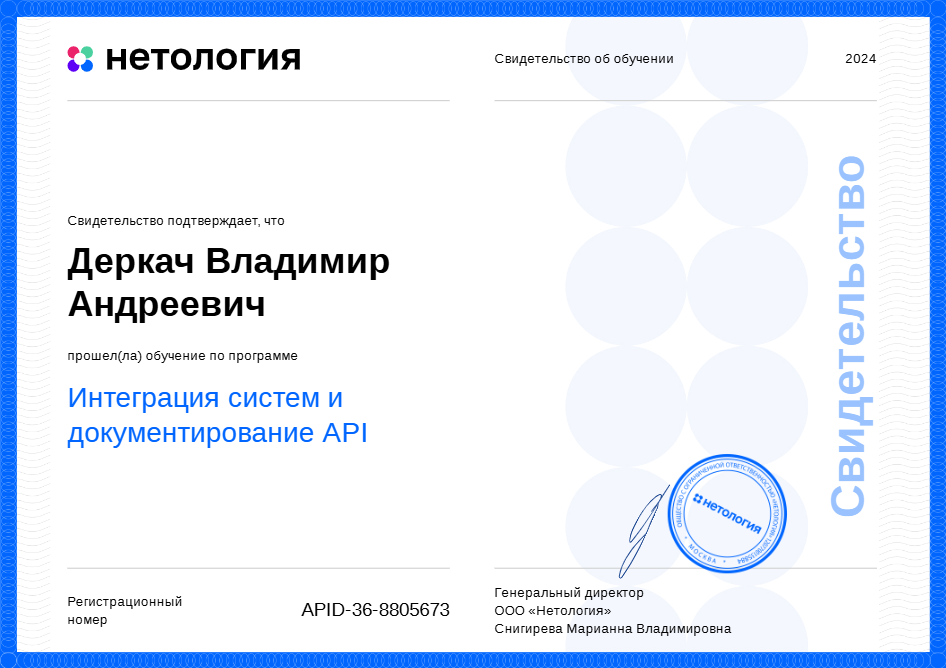 нетология
Свидетельство об обучении
2024
Свидетельство подтверждает, что
Деркач Владимир
Андреевич
прошел(ла) обучение по программе
Интеграция систем и
документирование API
Свидетельство
ОБЩЕСТВО С ОГРАНИЧЕННОЙ ОТВЕТСТВЕННОСТЬЮ «НЕТОЛОГИЯ»
нетология
МОСКВА
Регистрационный
номер
APID-36-8805673
Генеральный директор
ООО «Нетология»
Снигирева Марианна Владимировна